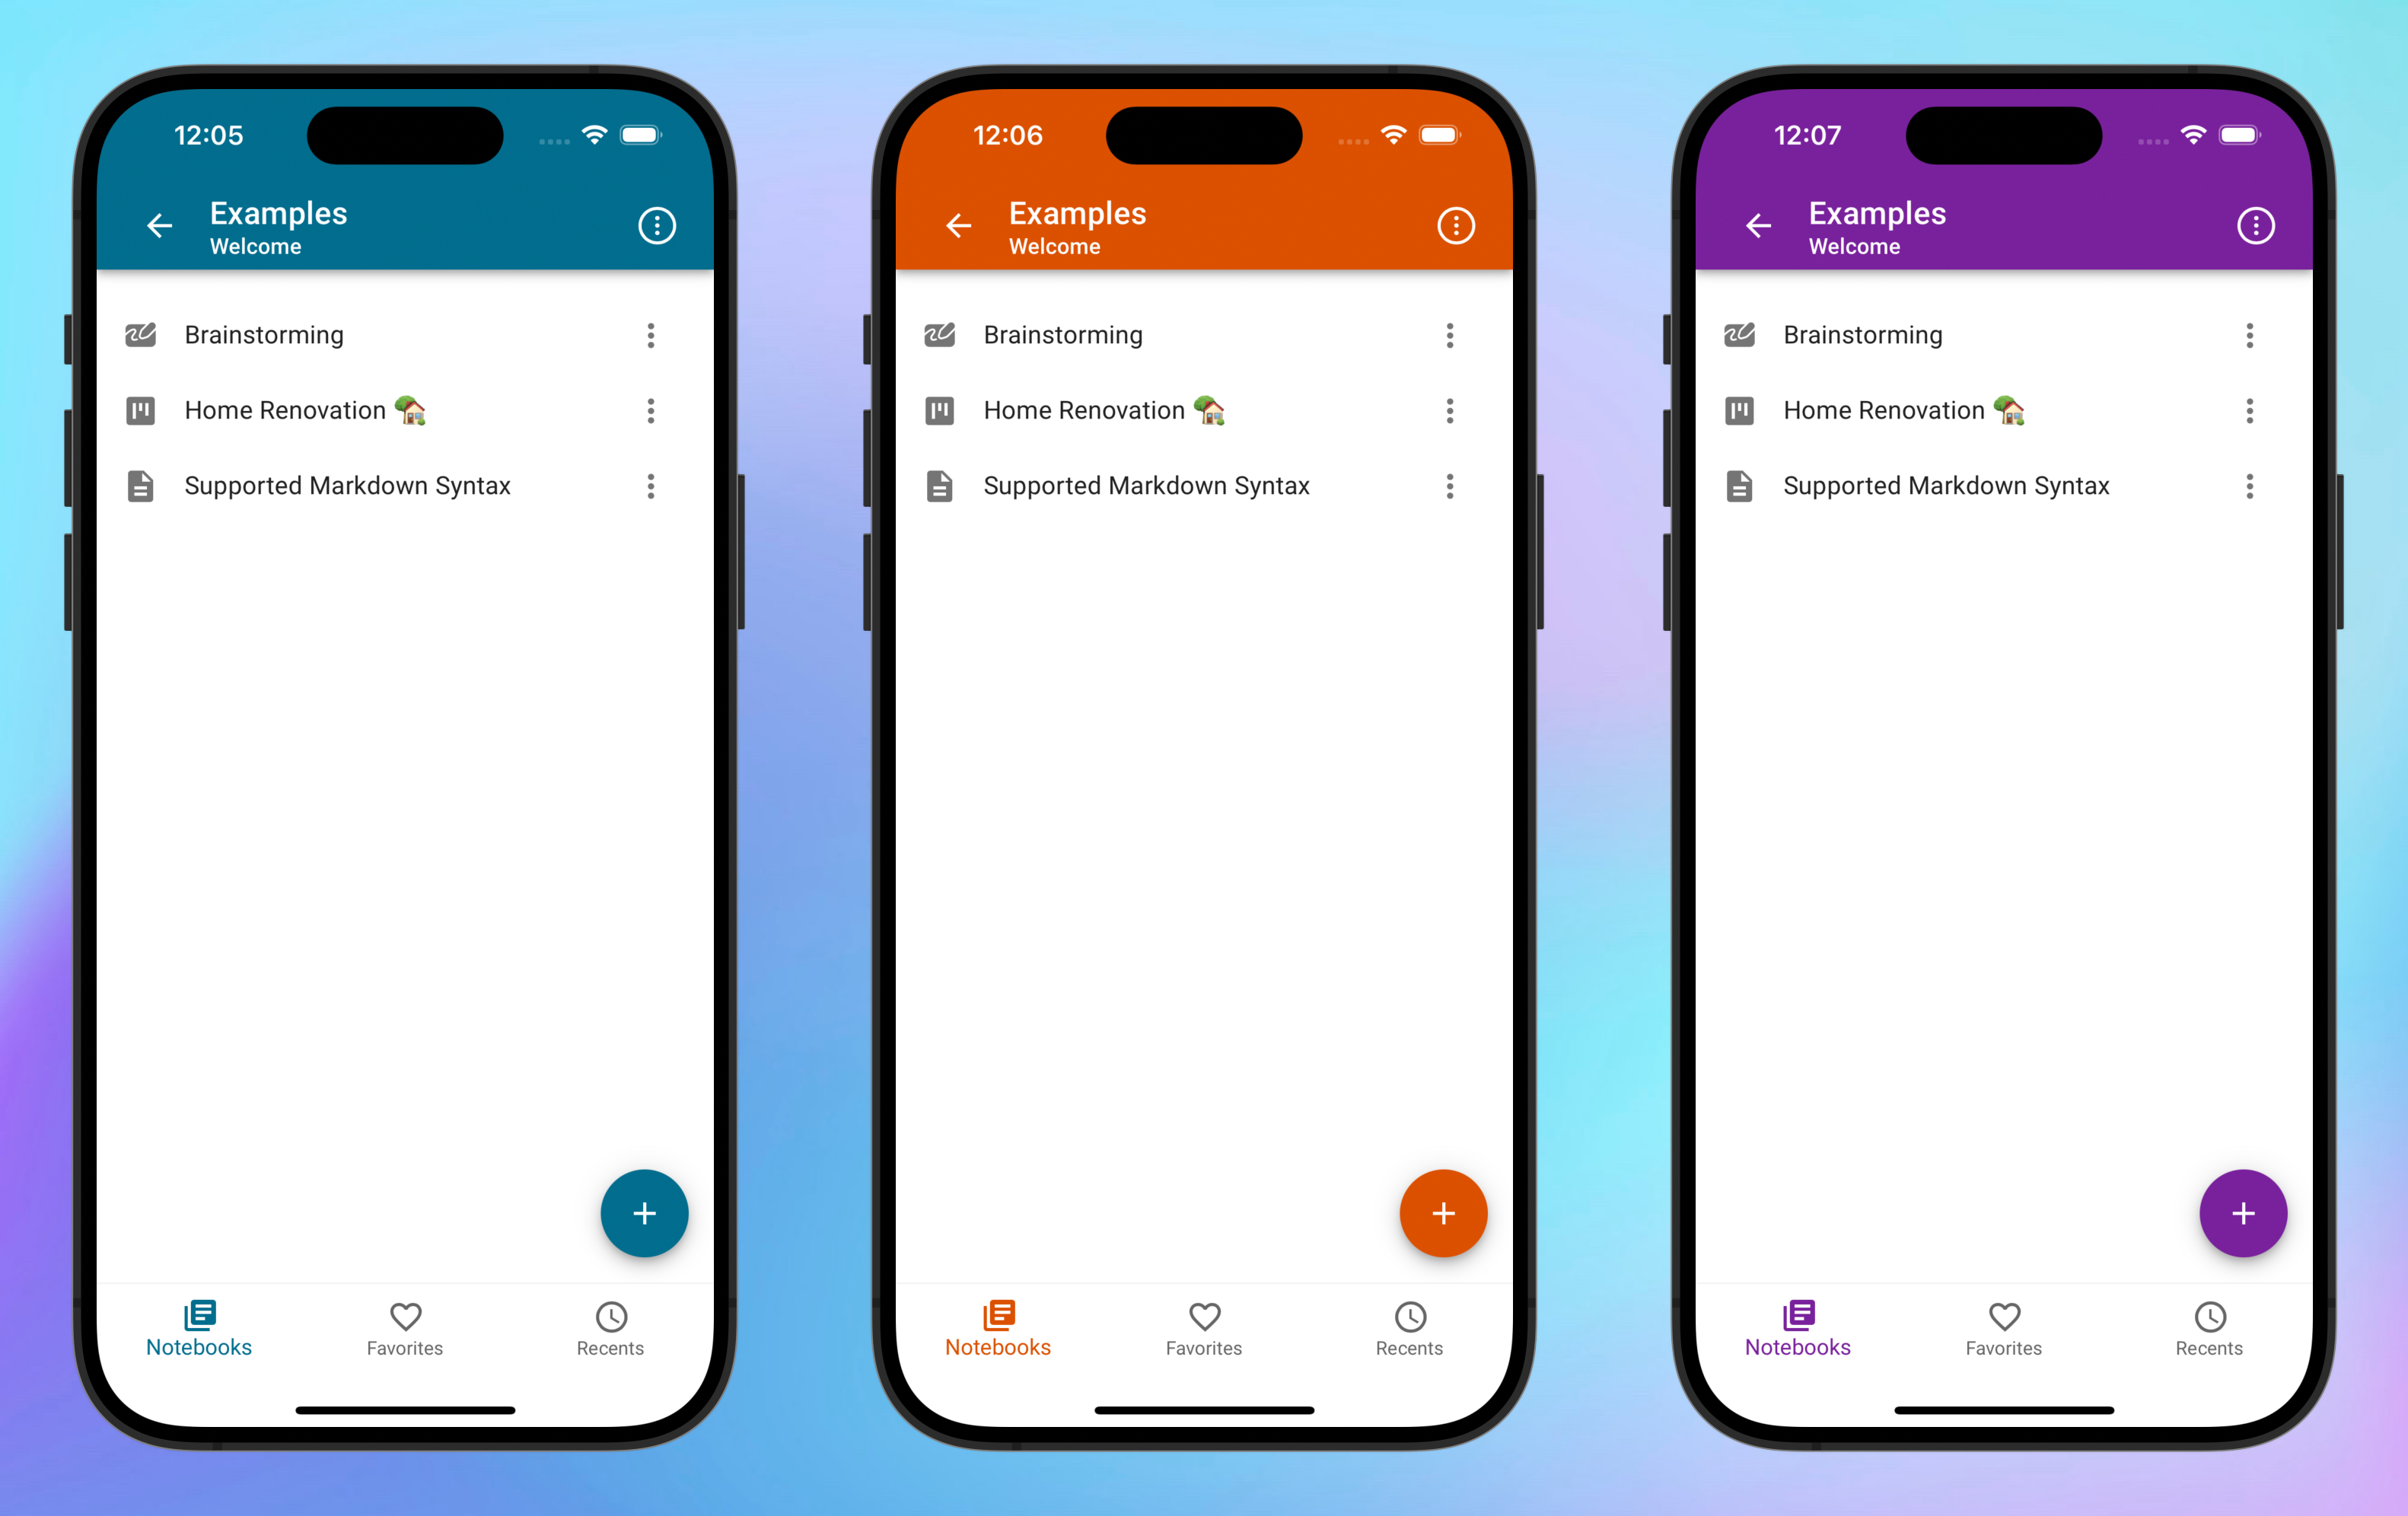 12:05
Examples
Welcome
Brainstorming
Home Renovation 🏡
Supported Markdown Syntax
+
Notebooks
Favorites
Recents
12:06
Examples
Welcome
Brainstorming
Home Renovation 🏡
Supported Markdown Syntax
+
Notebooks
Favorites
Recents
12:07
Examples
Welcome
Brainstorming
Home Renovation 🏡
Supported Markdown Syntax
+
Notebooks
Favorites
Recents